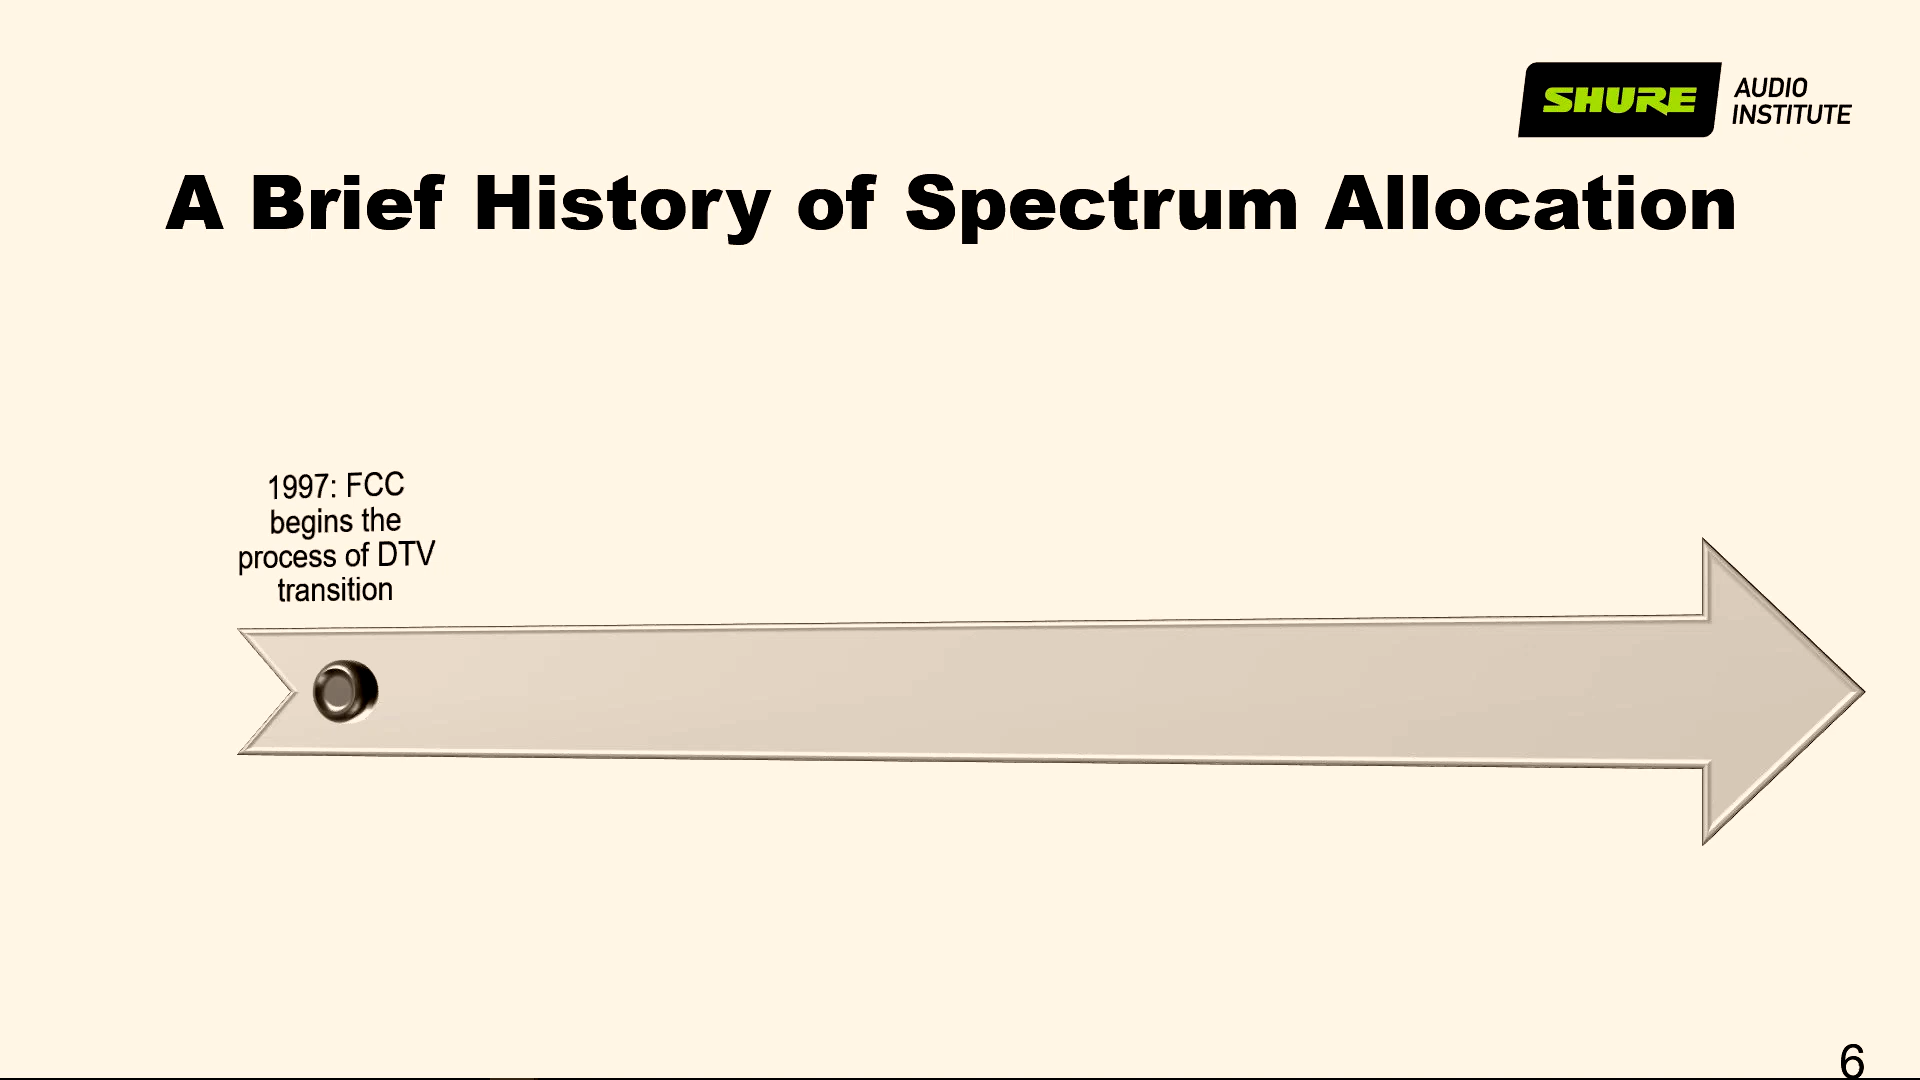 SHURE
AUDIO
INSTITUTE
A Brief History of Spectrum Allocation
1997: FCC
begins the
process of DTV
transition
6